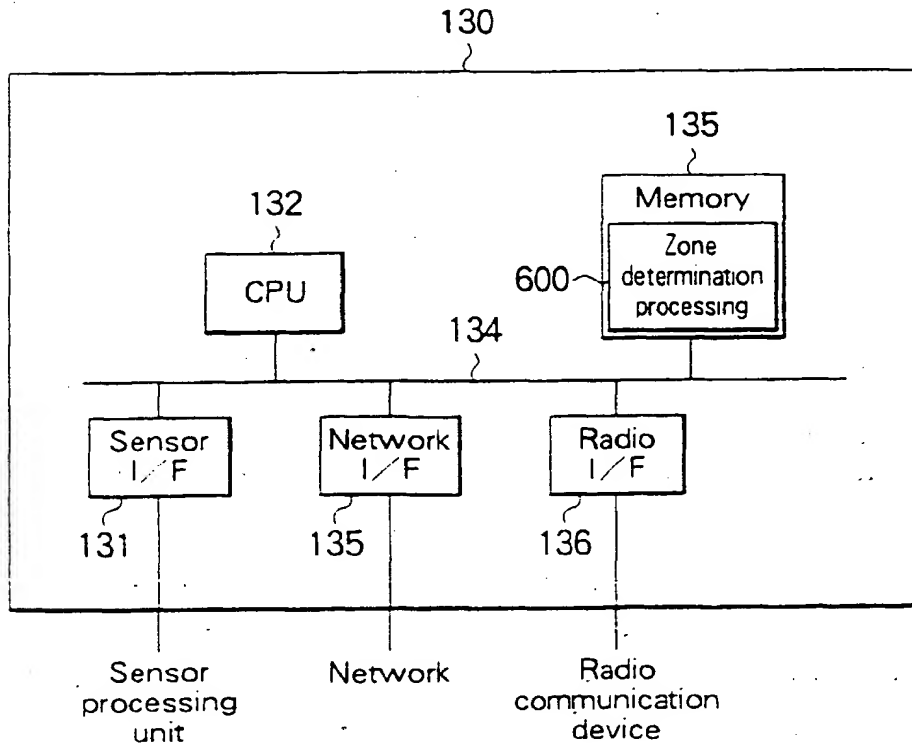 130
135
Memory
132
CPU
600
Zone
determination
processing
134
Sensor
I/F
Network
I/F
Radio
I/F
131
135
136
Sensor
processing
unit
Network
Radio
communication
device